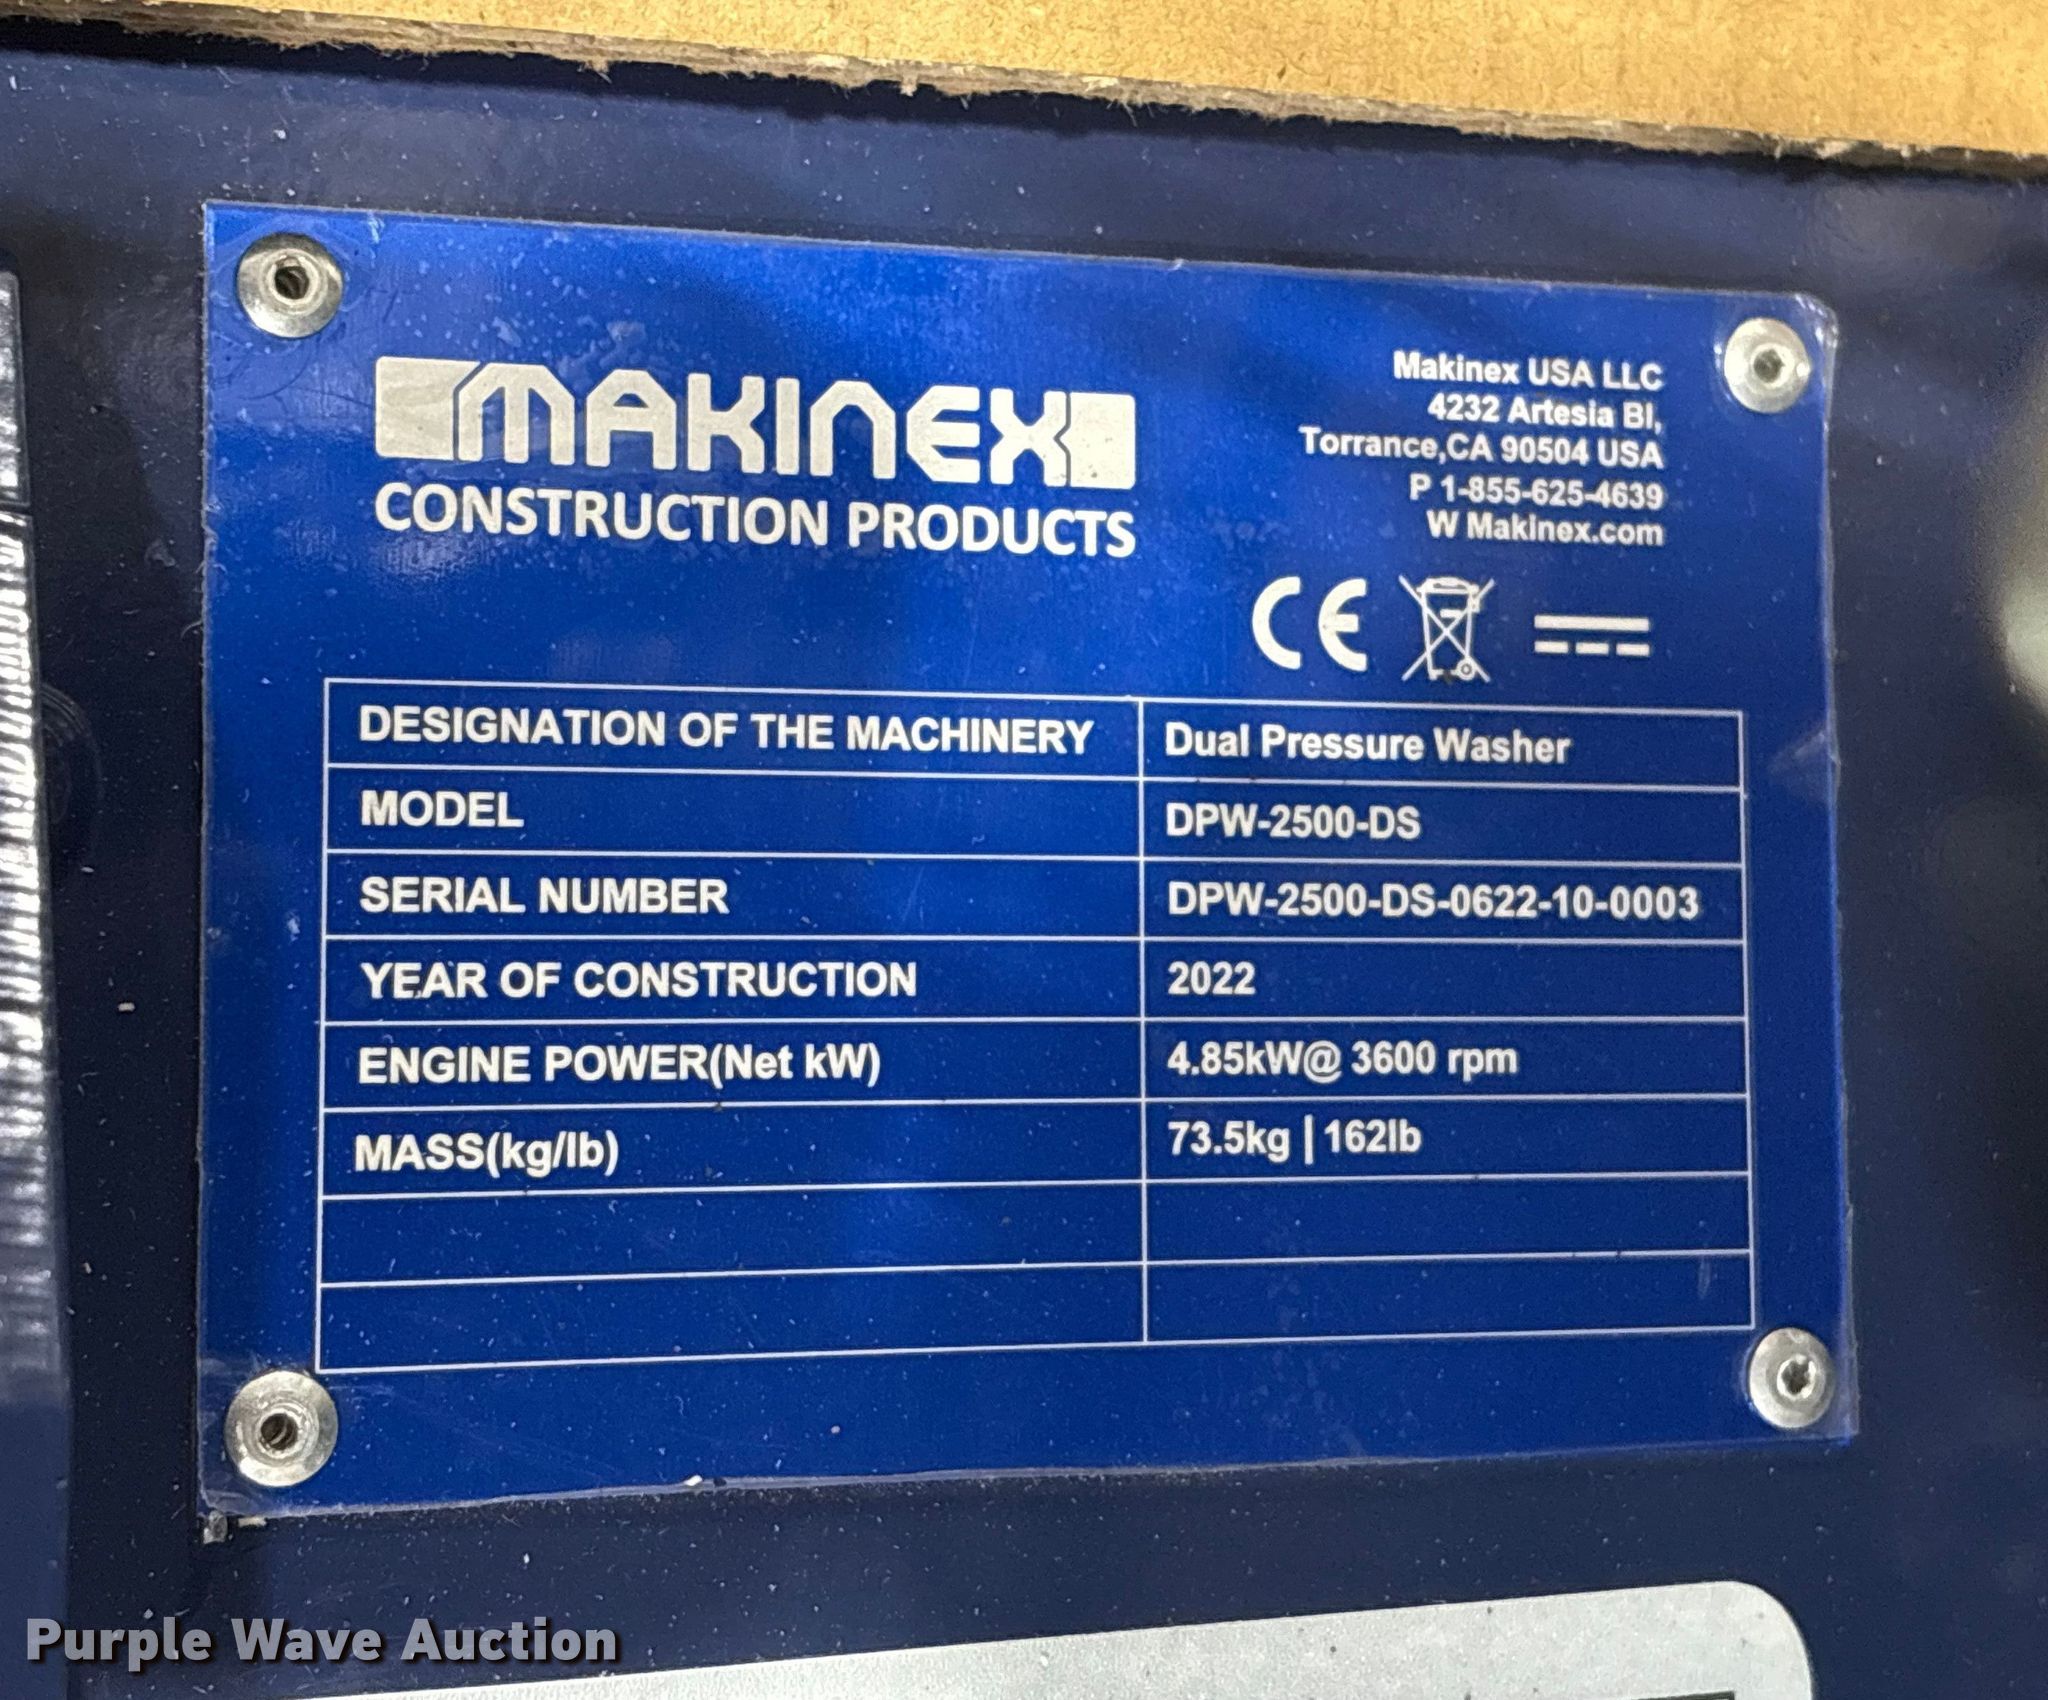 MAKINEX
CONSTRUCTION PRODUCTS
Makinex USA LLC
4232 Artesia Bl,
Torrance,CA 90504 USA
P 1-855-625-4639
W Makinex.com
CE
DESIGNATION OF THE MACHINERY Dual Pressure Washer
MODEL DPW-2500-DS
SERIAL NUMBER DPW-2500-DS-0622-10-0003
YEAR OF CONSTRUCTION 2022
ENGINE POWER(Net kW) 4.85kW@ 3600 rpm
MASS(kg/lb) 73.5kg | 162lb
Purple Wave Auction